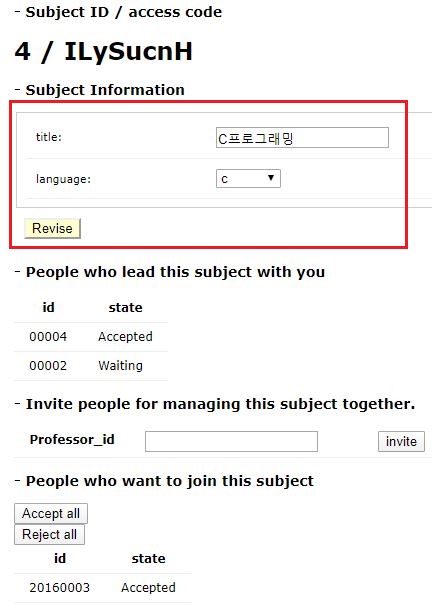 - Subject ID / access code
4 / ILySucnH
- Subject Information
title: C프로그래밍
language: c
Revise
- People who lead this subject with you
id state
00004 Accepted
00002 Waiting
- Invite people for managing this subject together.
Professor_id invite
- People who want to join this subject
Accept all
Reject all
id state
20160003 Accepted